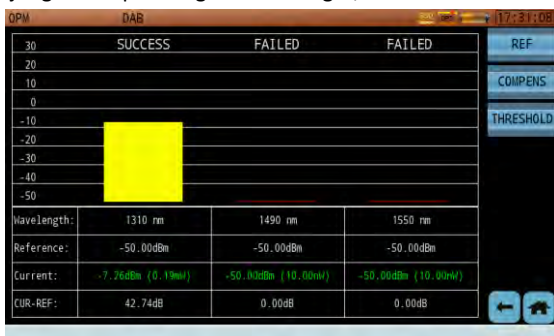 OPM DAB 17:31:08
30 SUCCESS FAILED FAILED REF
20
10 COMPENS
0
-10 THRESHOLD
-20
-30
-40
-50
Wavelength: 1310 nm 1490 nm 1550 nm
Reference: -50.00dBm -50.00dBm -50.00dBm
Current: -7.26dBm (0.19mW) -50.00dBm (10.00nW) -50.00dBm (10.00nW)
CUR-REF: 42.74dB 0.00dB 0.00dB